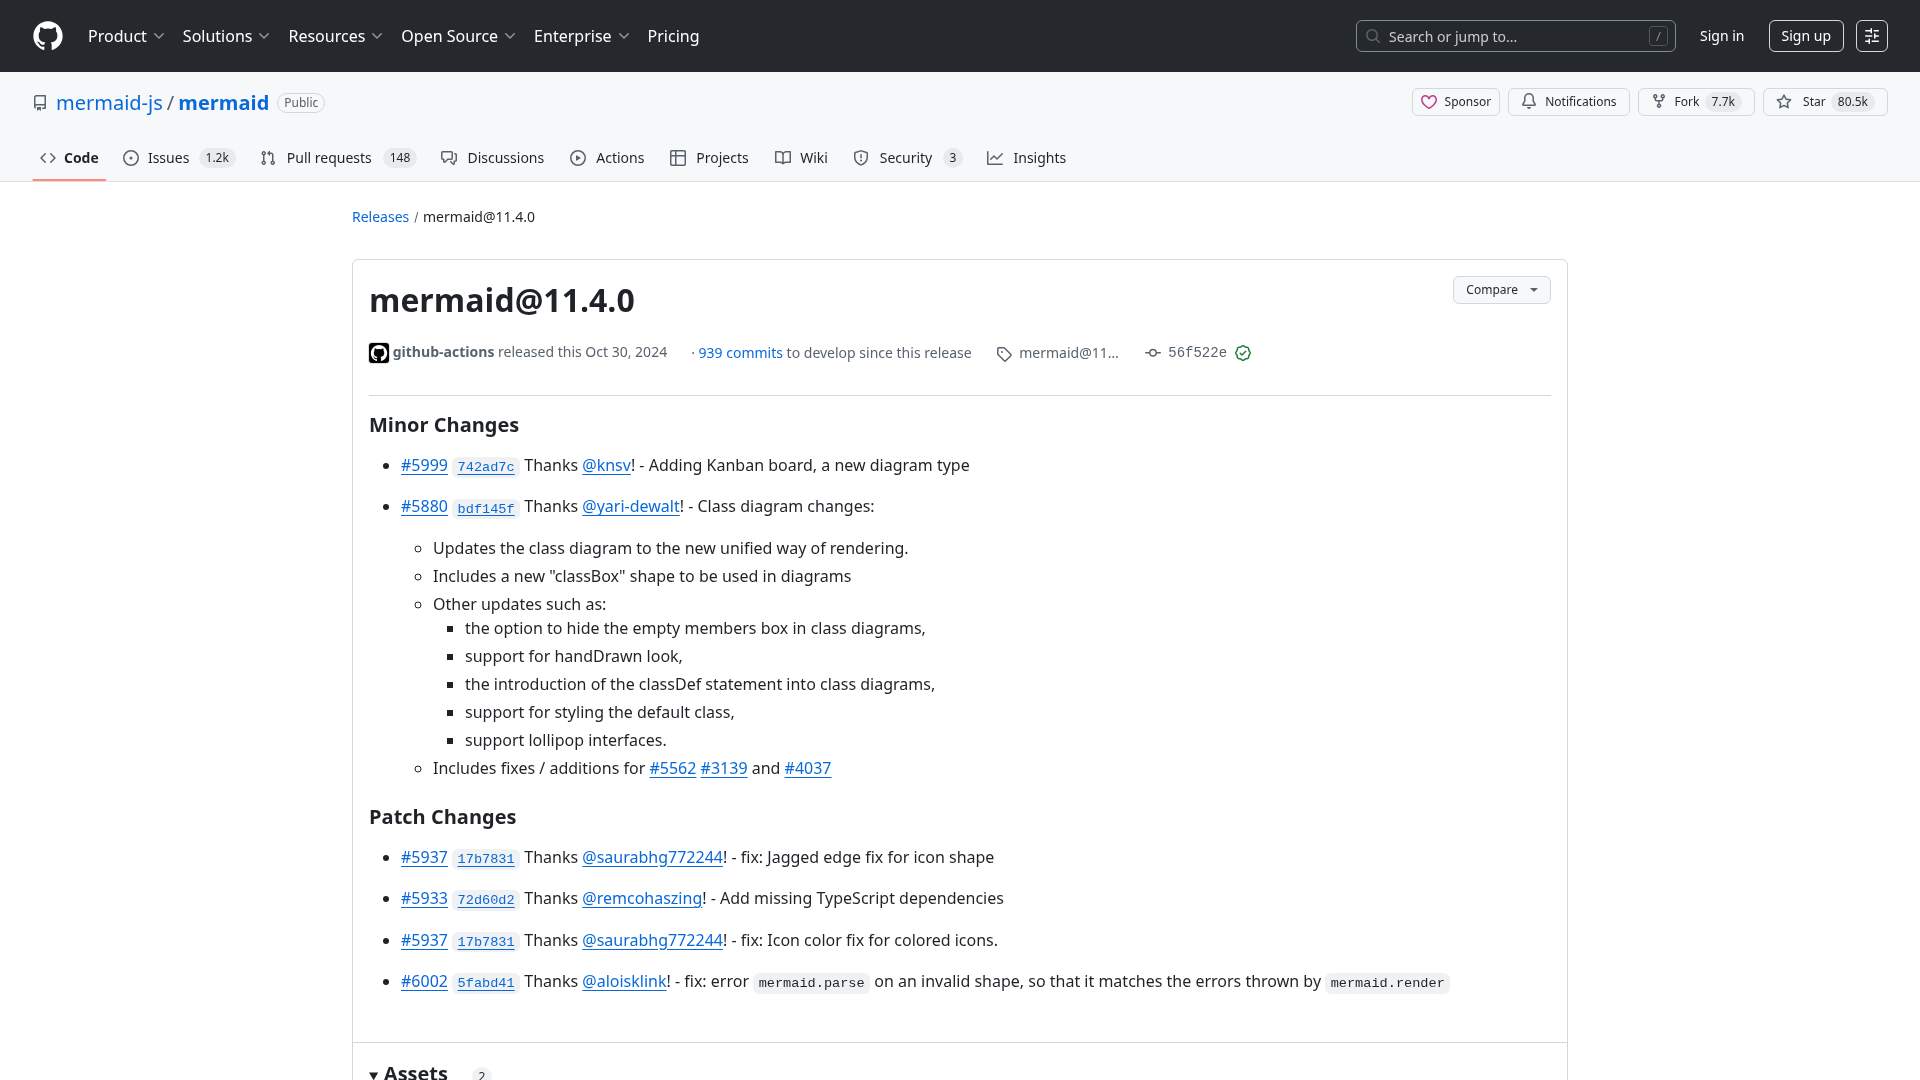 Product Solutions Resources Open Source Enterprise Pricing Search or jump to... / Sign in Sign up
mermaid-js / mermaid Public Sponsor Notifications Fork 7.7k Star 80.5k
Code Issues 1.2k Pull requests 148 Discussions Actions Projects Wiki Security 3 Insights
Releases / mermaid@11.4.0
mermaid@11.4.0 Compare
github-actions released this Oct 30, 2024 · 939 commits to develop since this release mermaid@11... 56f522e
Minor Changes
#5999 742ad7c Thanks @knsv! - Adding Kanban board, a new diagram type
#5880 bdf145f Thanks @yari-dewalt! - Class diagram changes:
Updates the class diagram to the new unified way of rendering.
Includes a new "classBox" shape to be used in diagrams
Other updates such as:
the option to hide the empty members box in class diagrams,
support for handDrawn look,
the introduction of the classDef statement into class diagrams,
support for styling the default class,
support lollipop interfaces.
Includes fixes / additions for #5562 #3139 and #4037
Patch Changes
#5937 17b7831 Thanks @saurabhg772244! - fix: Jagged edge fix for icon shape
#5933 72d60d2 Thanks @remcohaszing! - Add missing TypeScript dependencies
#5937 17b7831 Thanks @saurabhg772244! - fix: Icon color fix for colored icons.
#6002 5fabd41 Thanks @aloisklink! - fix: error mermaid.parse on an invalid shape, so that it matches the errors thrown by mermaid.render
Assets 2